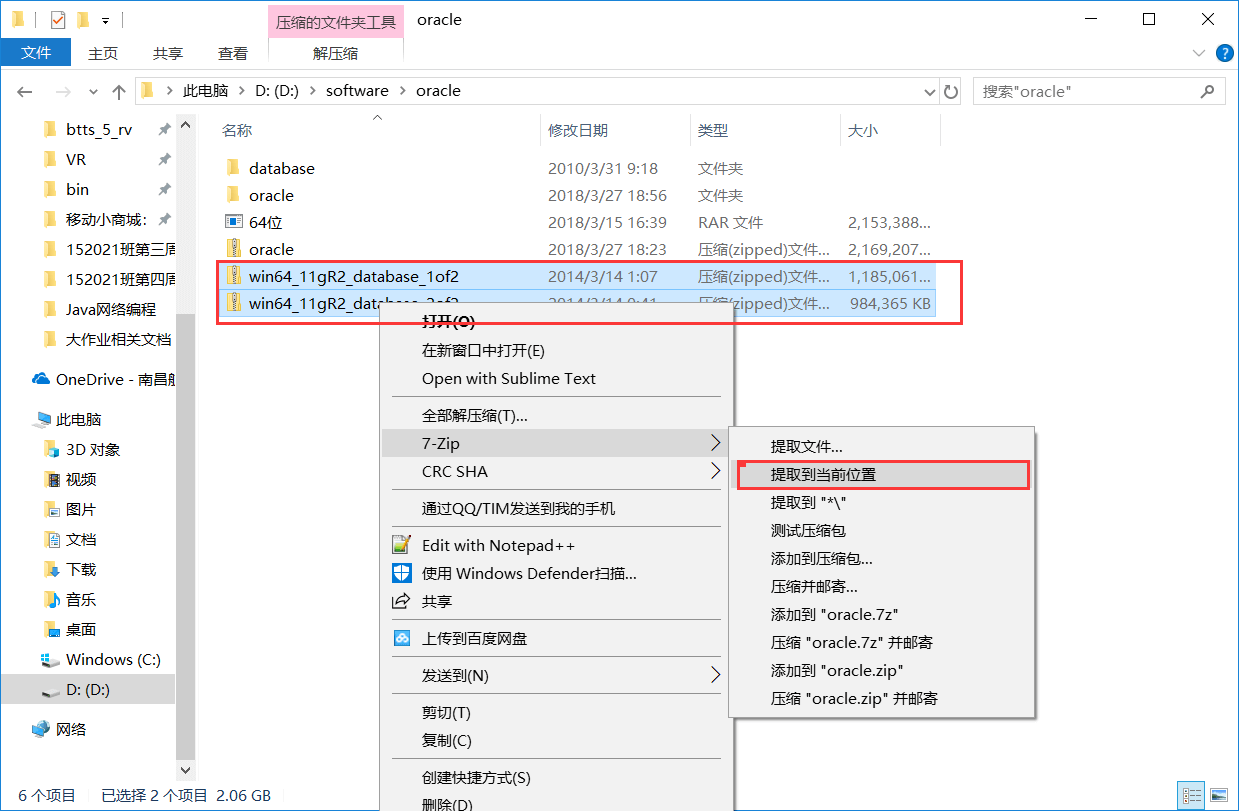 压缩的文件夹工具 oracle
文件 主页 共享 查看 解压缩
此电脑 D: (D:) software oracle 搜索"oracle"
名称 修改日期 类型 大小
btts_5_rv
VR
bin
移动小商城:
152021班第三周
152021班第四周
Java网络编程
大作业相关文档
OneDrive - 南昌航
此电脑
3D 对象
视频
图片
文档
下载
音乐
桌面
Windows (C:)
D: (D:)
网络
database 2010/3/31 9:18 文件夹
oracle 2018/3/27 18:56 文件夹
64位 2018/3/15 16:39 RAR 文件 2,153,388...
oracle 2018/3/27 18:23 压缩(zipped)文件... 2,169,207...
win64_11gR2_database_1of2 2014/3/14 1:07 压缩(zipped)文件... 1,185,061...
win64_11gR2_database_2of2 2014/3/14 0:41 压缩(zipped)文件... 984,365 KB
打开(O)
在新窗口中打开(E)
Open with Sublime Text
全部解压缩(T)...
7-Zip
CRC SHA
通过QQ/TIM发送到我的手机
Edit with Notepad++
使用 Windows Defender扫描...
共享
上传到百度网盘
发送到(N)
剪切(T)
复制(C)
创建快捷方式(S)
删除(D)
提取文件...
提取到当前位置
提取到 "*\"
测试压缩包
添加到压缩包...
压缩并邮寄...
添加到 "oracle.7z"
压缩 "oracle.7z" 并邮寄
添加到 "oracle.zip"
压缩 "oracle.zip" 并邮寄
6 个项目 已选择 2 个项目 2.06 GB